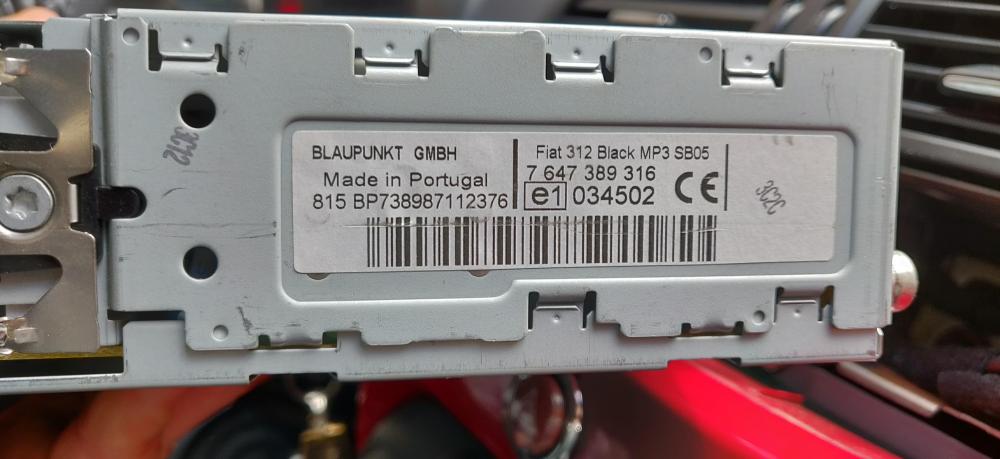 BLAUPUNKT GMBH
Made in Portugal
815 BP738987112376
Fiat 312 Black MP3 SB05
7 647 389 316
e1 034502 CE